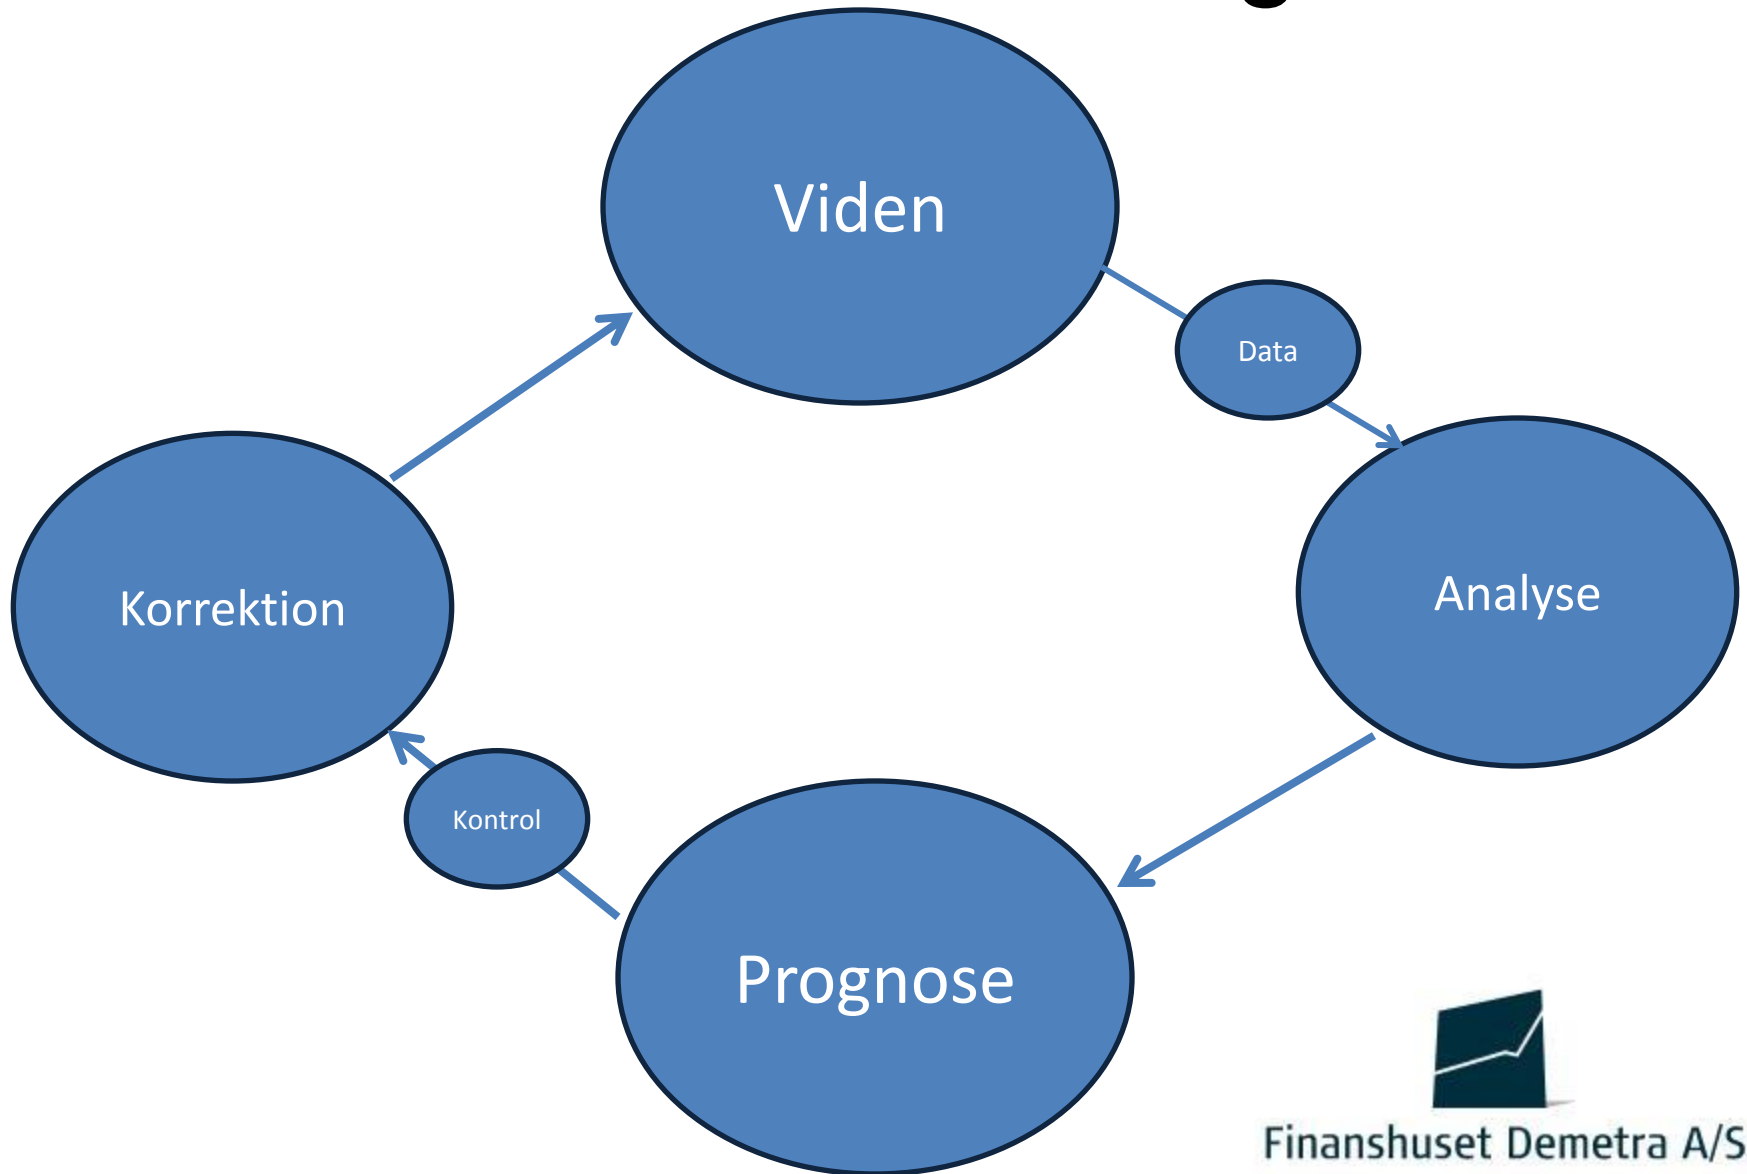 Viden
Data
Analyse
Korrektion
Kontrol
Prognose
Finanshuset Demetra A/S